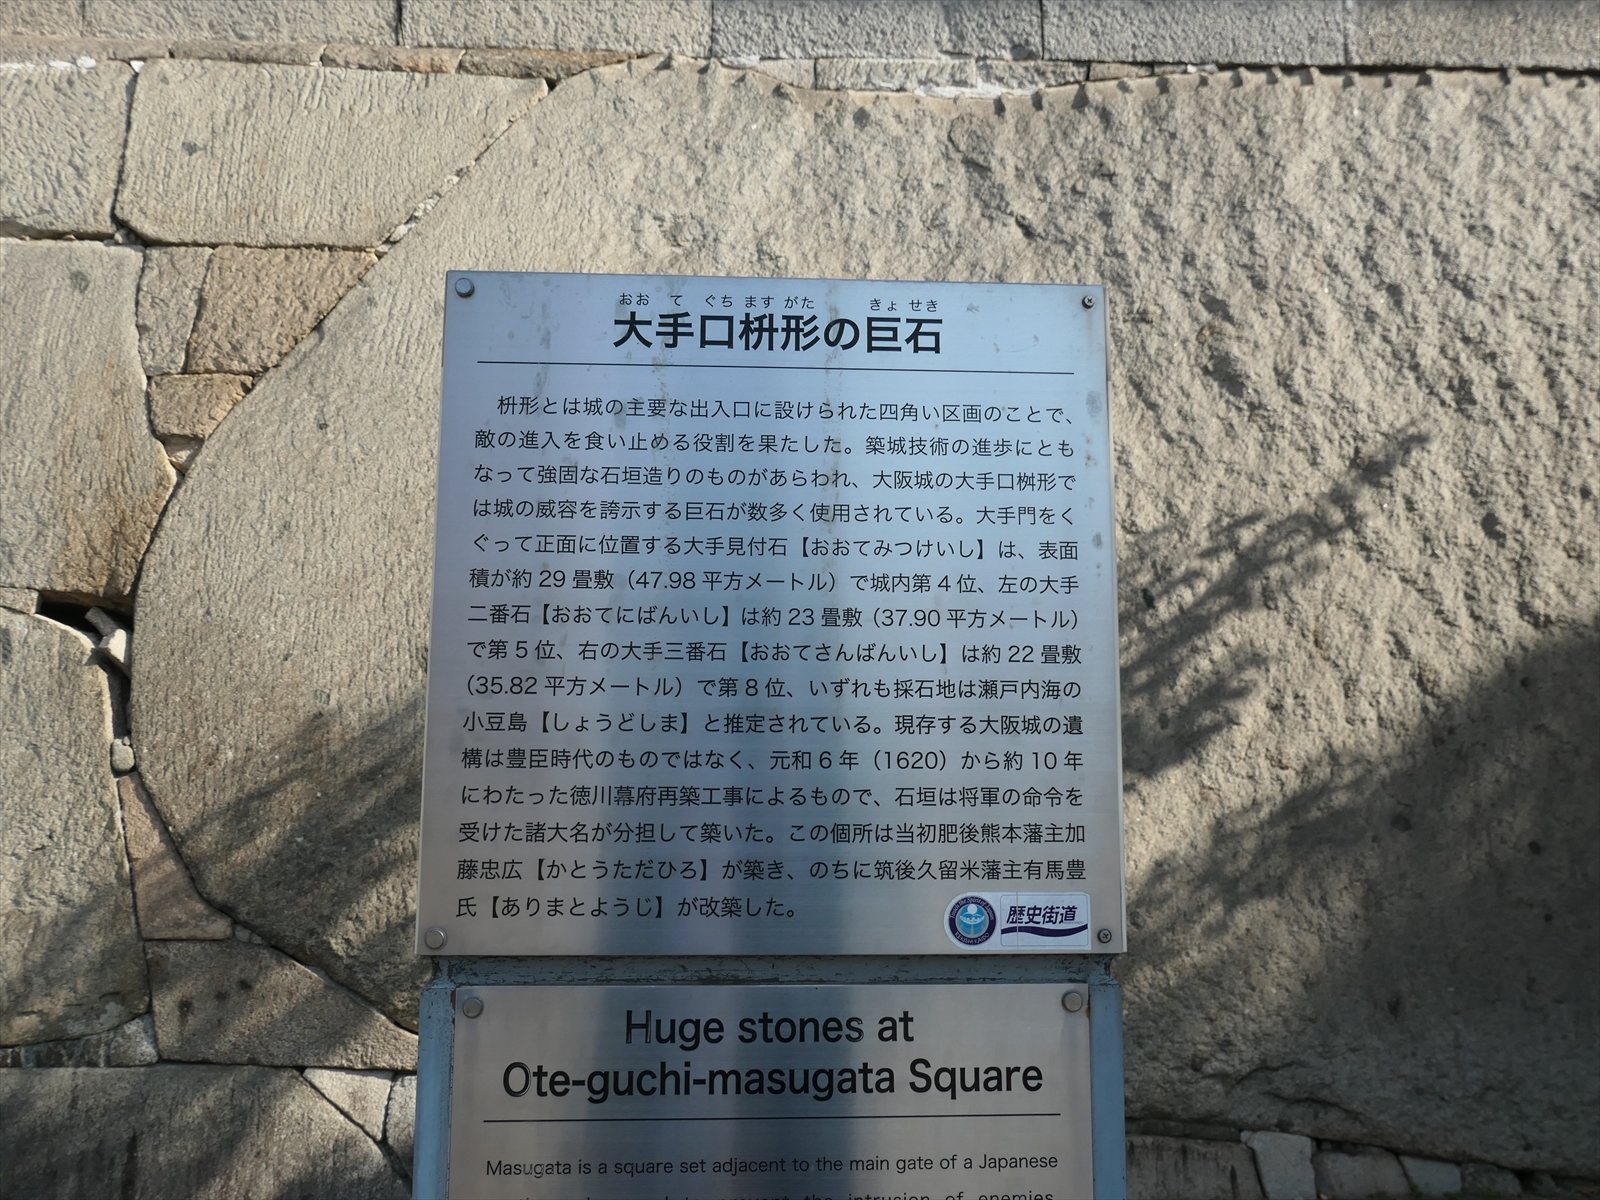 おお て ぐち ます がた きょ せき
大手口枡形の巨石
枡形とは城の主要な出入口に設けられた四角い区画のことで、
敵の進入を食い止める役割を果たした。築城技術の進歩にとも
なって強固な石垣造りのものがあらわれ、大阪城の大手口桝形で
は城の威容を誇示する巨石が数多く使用されている。大手門をく
ぐって正面に位置する大手見付石【おおてみつけいし】は、表面
積が約29畳敷（47.98平方メートル）で城内第4位、左の大手
二番石【おおてにばんいし】は約23畳敷（37.90平方メートル）
で第5位、右の大手三番石【おおてさんばんいし】は約22畳敷
（35.82平方メートル）で第8位、いずれも採石地は瀬戸内海の
小豆島【しょうどしま】と推定されている。現存する大阪城の遺
構は豊臣時代のものではなく、元和6年（1620）から約10年
にわたった徳川幕府再築工事によるもので、石垣は将軍の命令を
受けた諸大名が分担して築いた。この個所は当初肥後熊本藩主加
藤忠広【かとうただひろ】が築き、のちに筑後久留米藩主有馬豊
氏【ありまとようじ】が改築した。
歴史街道
Huge stones at
Ote-guchi-masugata Square
Masugata is a square set adjacent to the main gate of a Japanese
prevent the intrusion of enemies.